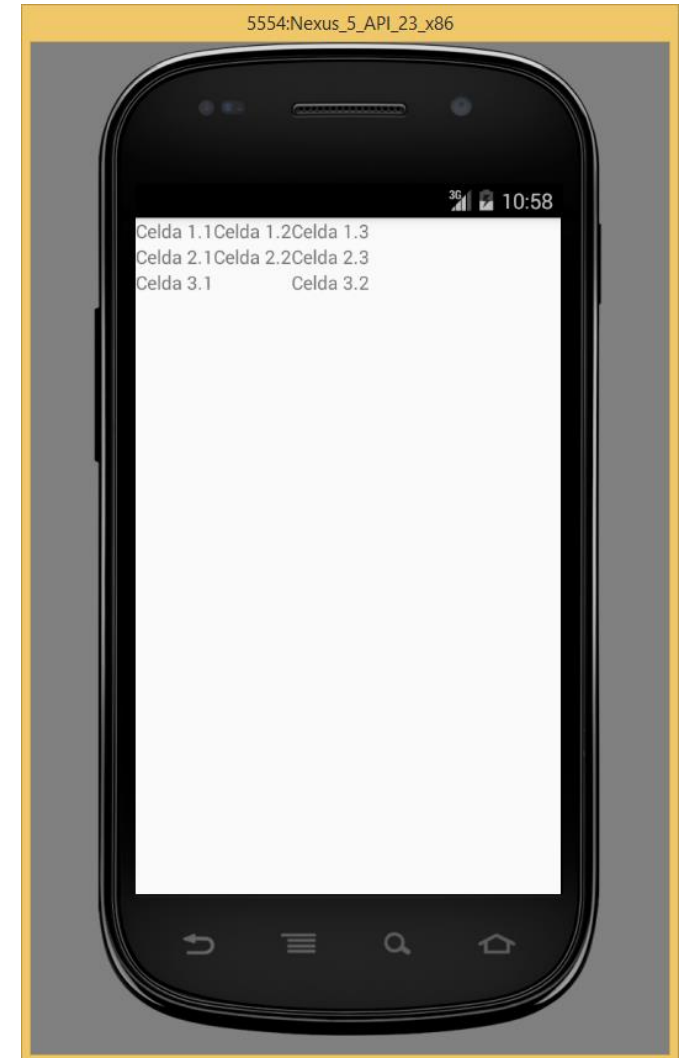 5554:Nexus_5_API_23_x86
3G 10:58
Celda 1.1Celda 1.2Celda 1.3
Celda 2.1Celda 2.2Celda 2.3
Celda 3.1 Celda 3.2